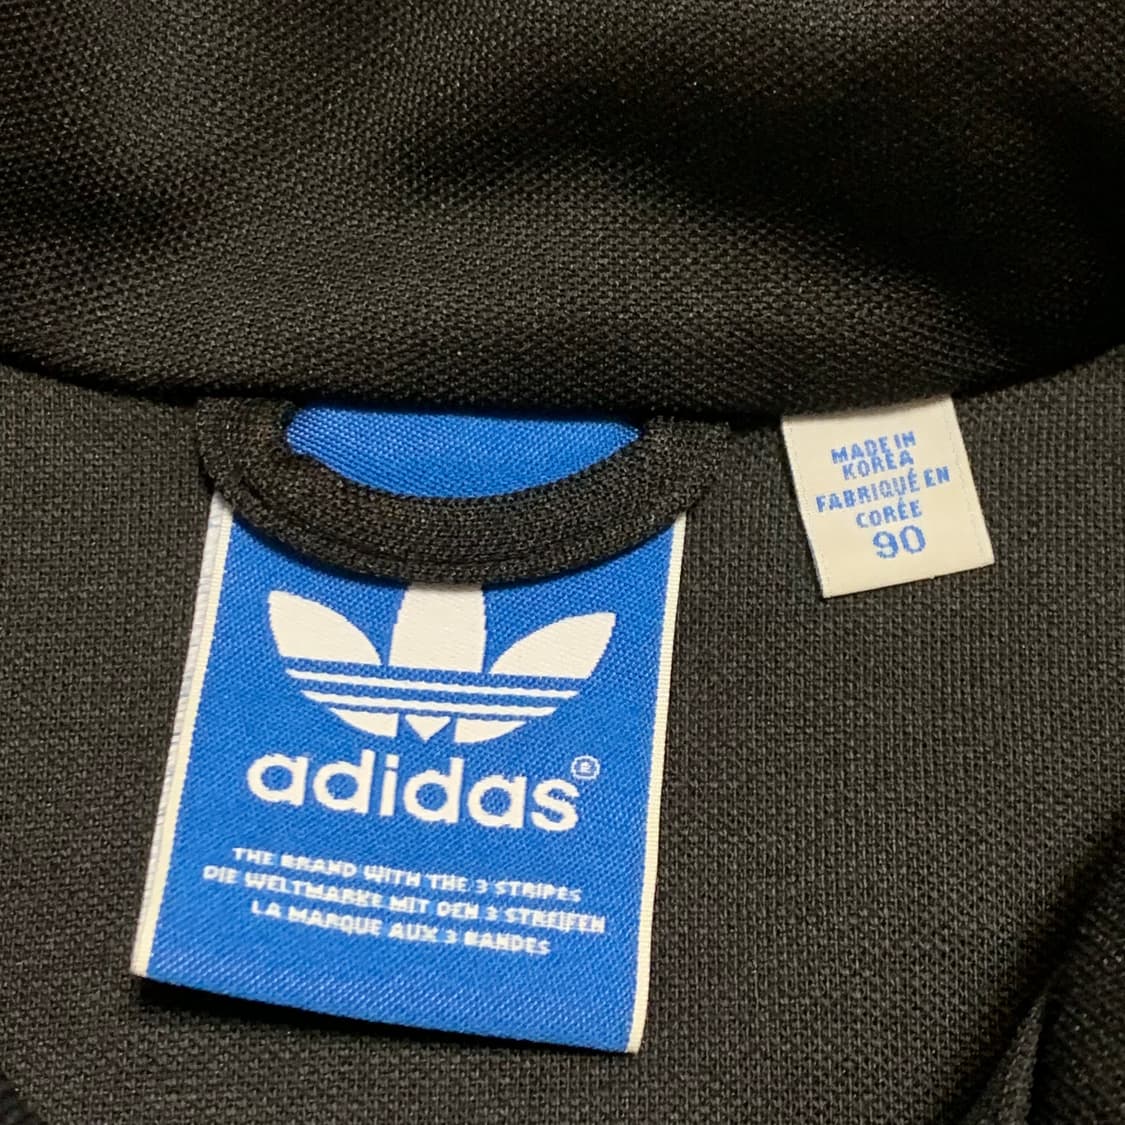 adidas®
THE BRAND WITH THE 3 STRIPES
DIE WELTMARKE MIT DEN 3 STREIFEN
LA MARQUE AUX 3 BANDES
MADE IN
KOREA
FABRIQUÉ EN
CORÉE
90